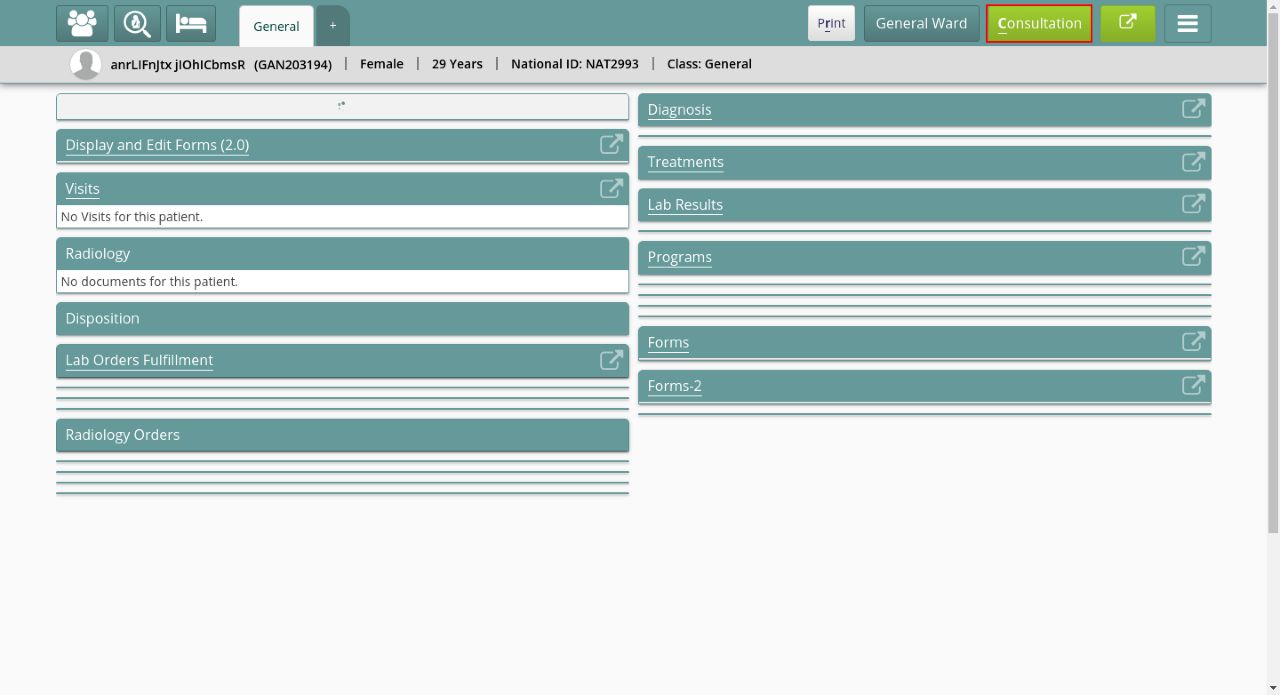 General
+
Print
General Ward
Consultation
anrLIFnJtx jIOhICbmsR (GAN203194) | Female | 29 Years | National ID: NAT2993 | Class: General
Display and Edit Forms (2.0)
Visits
No Visits for this patient.
Radiology
No documents for this patient.
Disposition
Lab Orders Fulfillment
Radiology Orders
Diagnosis
Treatments
Lab Results
Programs
Forms
Forms-2